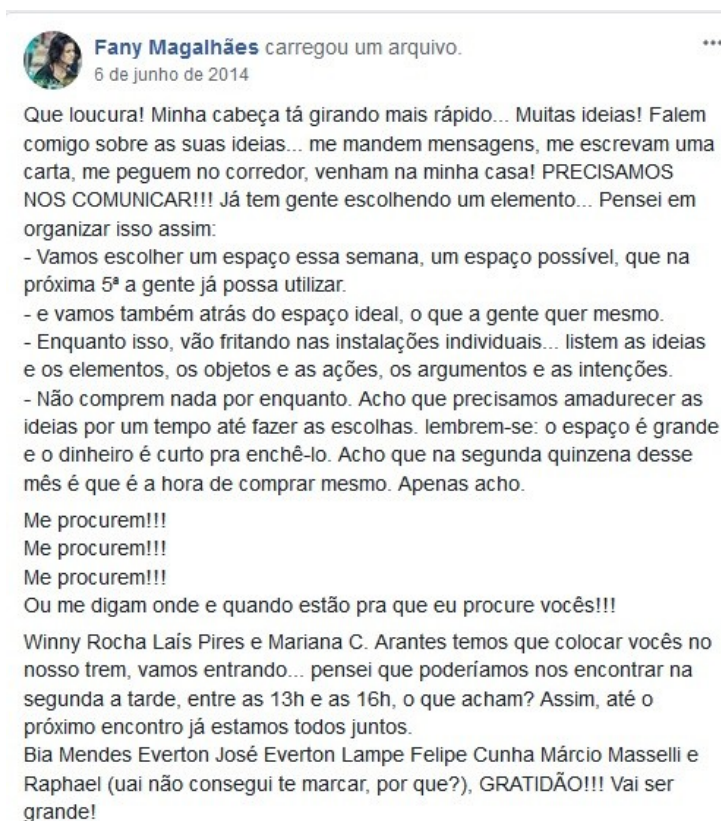 Fany Magalhães carregou um arquivo.
6 de junho de 2014
Que loucura! Minha cabeça tá girando mais rápido... Muitas ideias! Falem
comigo sobre as suas ideias... me mandem mensagens, me escrevam uma
carta, me peguem no corredor, venham na minha casa! PRECISAMOS
NOS COMUNICAR!!! Já tem gente escolhendo um elemento... Pensei em
organizar isso assim:
- Vamos escolher um espaço essa semana, um espaço possível, que na
próxima 5ª a gente já possa utilizar.
- e vamos também atrás do espaço ideal, o que a gente quer mesmo.
- Enquanto isso, vão fritando nas instalações individuais... listem as ideias
e os elementos, os objetos e as ações, os argumentos e as intenções.
- Não comprem nada por enquanto. Acho que precisamos amadurecer as
ideias por um tempo até fazer as escolhas. lembrem-se: o espaço é grande
e o dinheiro é curto pra enchê-lo. Acho que na segunda quinzena desse
mês é que é a hora de comprar mesmo. Apenas acho.
Me procurem!!!
Me procurem!!!
Me procurem!!!
Ou me digam onde e quando estão pra que eu procure vocês!!!
Winny Rocha Laís Pires e Mariana C. Arantes temos que colocar vocês no
nosso trem, vamos entrando... pensei que poderíamos nos encontrar na
segunda a tarde, entre as 13h e as 16h, o que acham? Assim, até o
próximo encontro já estamos todos juntos.
Bia Mendes Everton José Everton Lampe Felipe Cunha Márcio Masselli e
Raphael (uai não consegui te marcar, por que?), GRATIDÃO!!! Vai ser
grande!